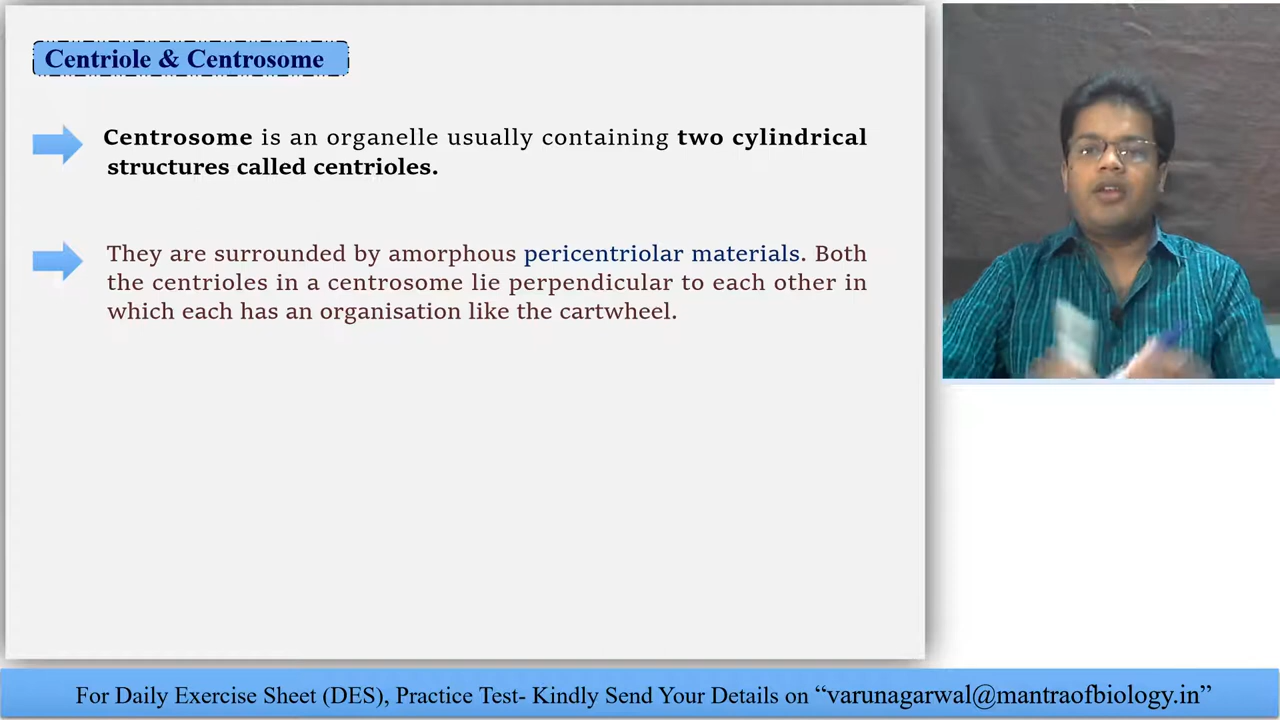 Centriole & Centrosome
Centrosome is an organelle usually containing two cylindrical
structures called centrioles.
They are surrounded by amorphous pericentriolar materials. Both
the centrioles in a centrosome lie perpendicular to each other in
which each has an organisation like the cartwheel.
For Daily Exercise Sheet (DES), Practice Test- Kindly Send Your Details on “varunagarwal@mantraofbiology.in”